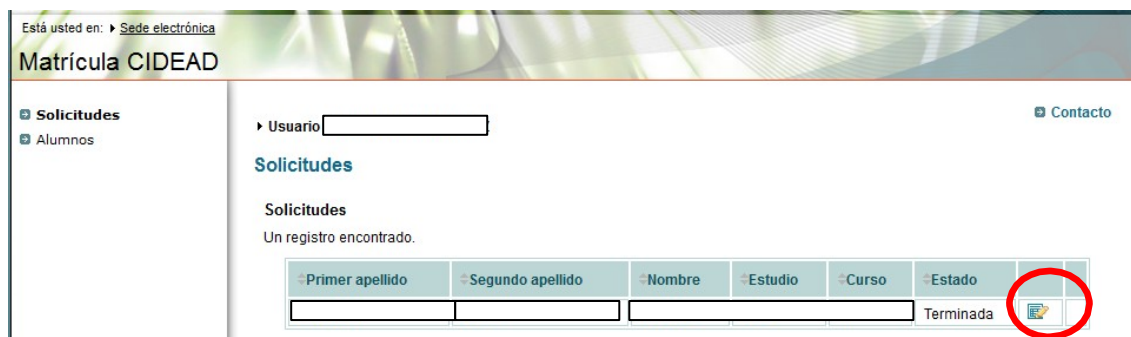 Está usted en: Sede electrónica
Matrícula CIDEAD
Solicitudes
Alumnos
Contacto
Usuario
Solicitudes
Solicitudes
Un registro encontrado.
Primer apellido Segundo apellido Nombre Estudio Curso Estado
Terminada